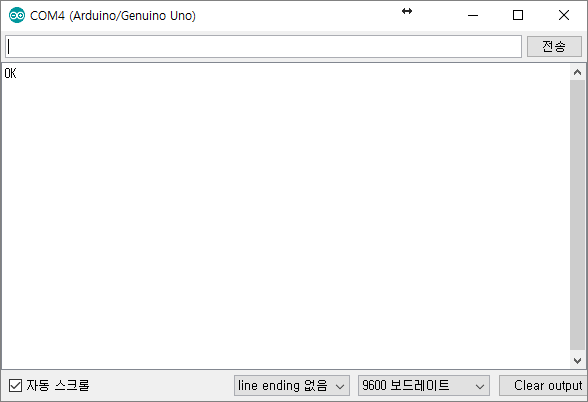 COM4 (Arduino/Genuino Uno)
전송
OK
자동 스크롤
line ending 없음
9600 보드레이트
Clear output